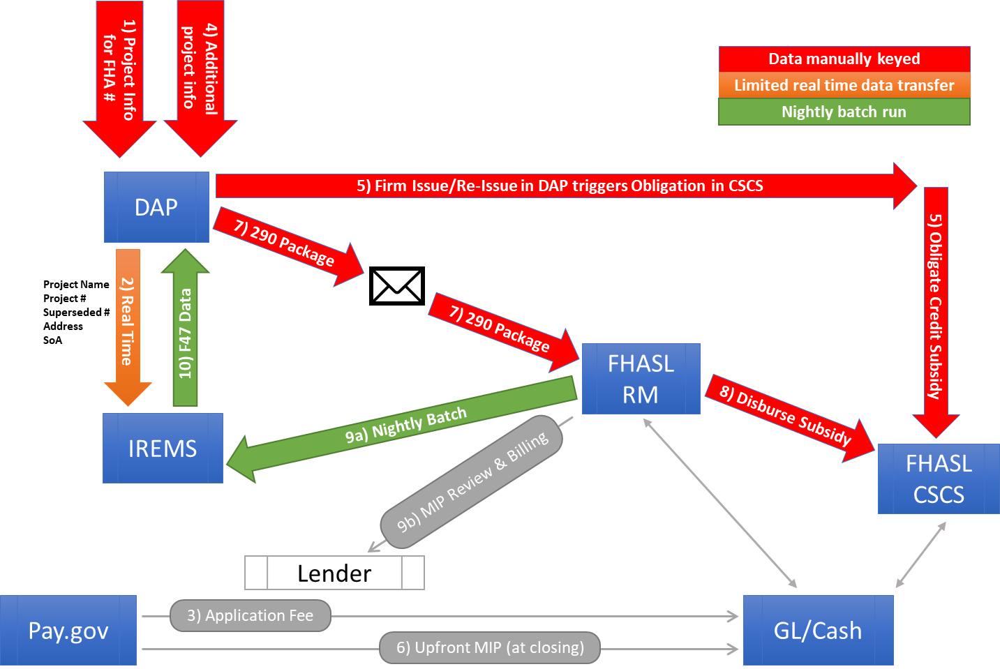 1) Project Info
for FHA #
4) Additional
project info
Data manually keyed
Limited real time data transfer
Nightly batch run
DAP
5) Firm Issue/Re-Issue in DAP triggers Obligation in CSCS
7) 290 Package
5) Obligate Credit Subsidy
Project Name
Project #
Superseded #
Address
SoA
2) Real Time
10) F47 Data
7) 290 Package
FHASL
RM
8) Disburse Subsidy
9a) Nightly Batch
IREMS
FHASL
CSCS
9b) MIP Review & Billing
Lender
Pay.gov
3) Application Fee
6) Upfront MIP (at closing)
GL/Cash